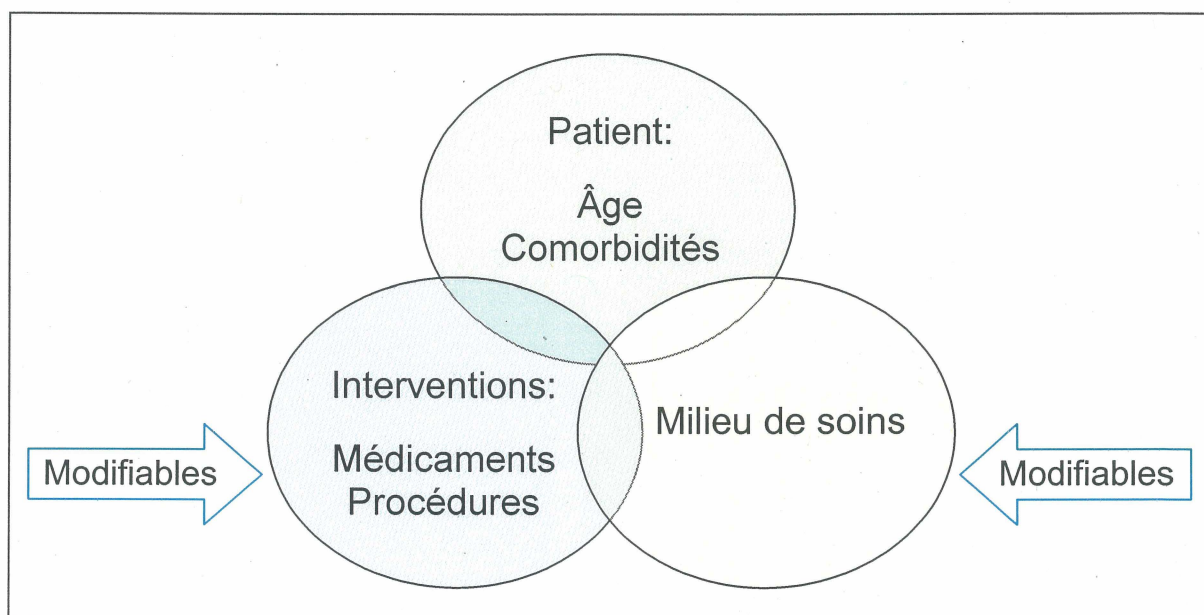 Patient:
Âge
Comorbidités
Interventions:
Médicaments
Procédures
Milieu de soins
Modifiables
Modifiables